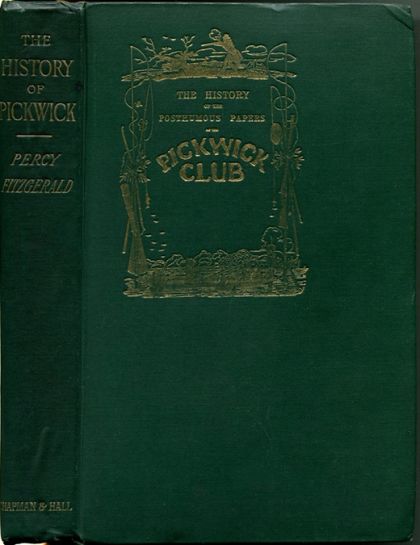 THE
HISTORY
OF
PICKWICK
PERCY
FITZGERALD
CHAPMAN & HALL
THE HISTORY
OF THE
POSTHUMOUS PAPERS
OF THE
PICKWICK
CLUB